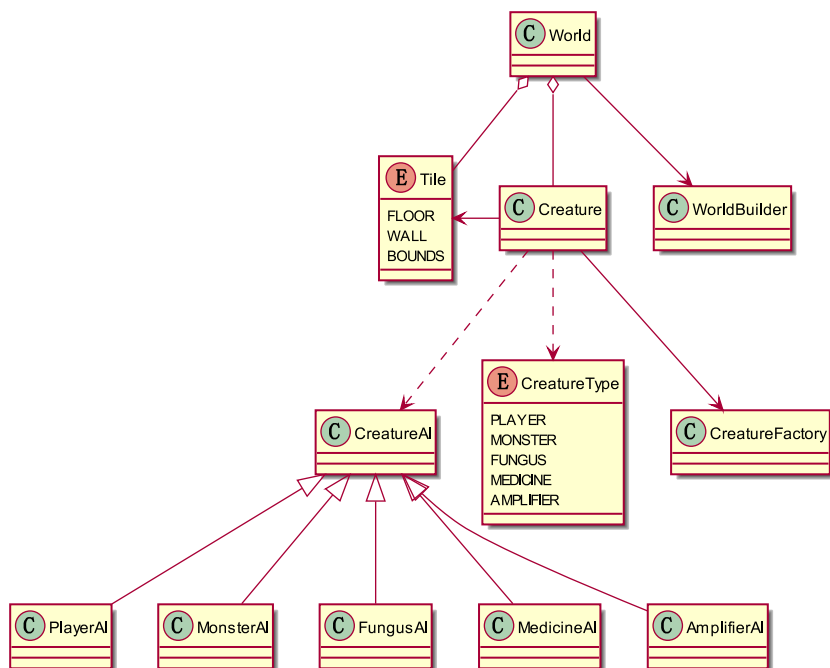 C World
E Tile
FLOOR
WALL
BOUNDS
C Creature
C WorldBuilder
C CreatureAI
E CreatureType
PLAYER
MONSTER
FUNGUS
MEDICINE
AMPLIFIER
C CreatureFactory
C PlayerAI
C MonsterAI
C FungusAI
C MedicineAI
C AmplifierAI